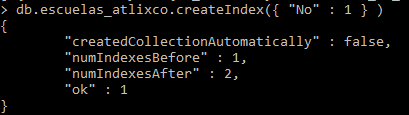 > db.escuelas_atlixco.createIndex({ "No" : 1 } )
{
        "createdCollectionAutomatically" : false,
        "numIndexesBefore" : 1,
        "numIndexesAfter" : 2,
        "ok" : 1
}